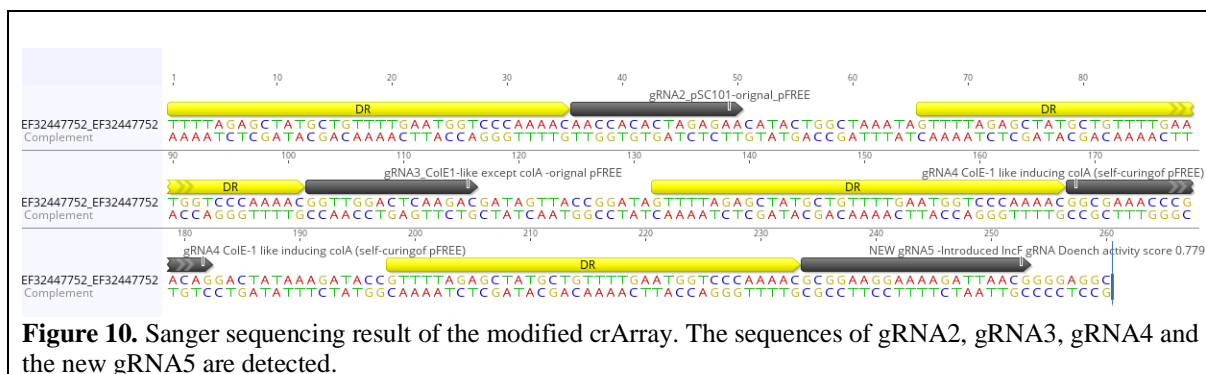 1 10 20 30 40 50 60 70 80
gRNA2_pSC101-orignal_pFREE
DR DR
EF32447752_EF32447752 TTTTAGAGCTATGCTGTTTTGAATGGTCCCAAAACAACCACACTAGAGAACATACTGGCTAAATAGTTTTAGAGCTATGCTGTTTTGAA
Complement AAAATCTCGATACGACAAAACTTACCAGGGTTTTGTTGGTGTGATCTCTTGTATGACCGATTTATCAAAATCTCGATACGACAAAACTT
90 100 110 120 130 140 150 160 170
gRNA3_ColE1-like except colA -orignal pFREE gRNA4 ColE-1 like inducing colA (self-curingof pFREE)
DR DR
EF32447752_EF32447752 TGGTCCCAAAACGGTTGGACTCAAGACGATAGTTACCGGATAGTTTTAGAGCTATGCTGTTTTGAATGGTCCCAAAACGGCGAAACCCG
Complement ACCAGGGTTTTGCCAACCTGAGTTCTGCTATCAATGGCCTATCAAAATCTCGATACGACAAAACTTACCAGGGTTTTGCCGCTTTGGGC
180 190 200 210 220 230 240 250 260
gRNA4 ColE-1 like inducing colA (self-curingof pFREE) NEW gRNA5 -Introduced IncF gRNA Doench activity score 0.779
DR
EF32447752_EF32447752 ACAGGACTATAAAGATACCGTTTTAGAGCTATGCTGTTTTGAATGGTCCCAAAACGCGGAAGGAAAAGATTAACGGGGAGGC
Complement TGTCCTGATATTTCTATGGCAAAATCTCGATACGACAAAACTTACCAGGGTTTTGCGCCTTCCTTTTCTAATTGCCCCTCCG
Figure 10. Sanger sequencing result of the modified crArray. The sequences of gRNA2, gRNA3, gRNA4 and
the new gRNA5 are detected.